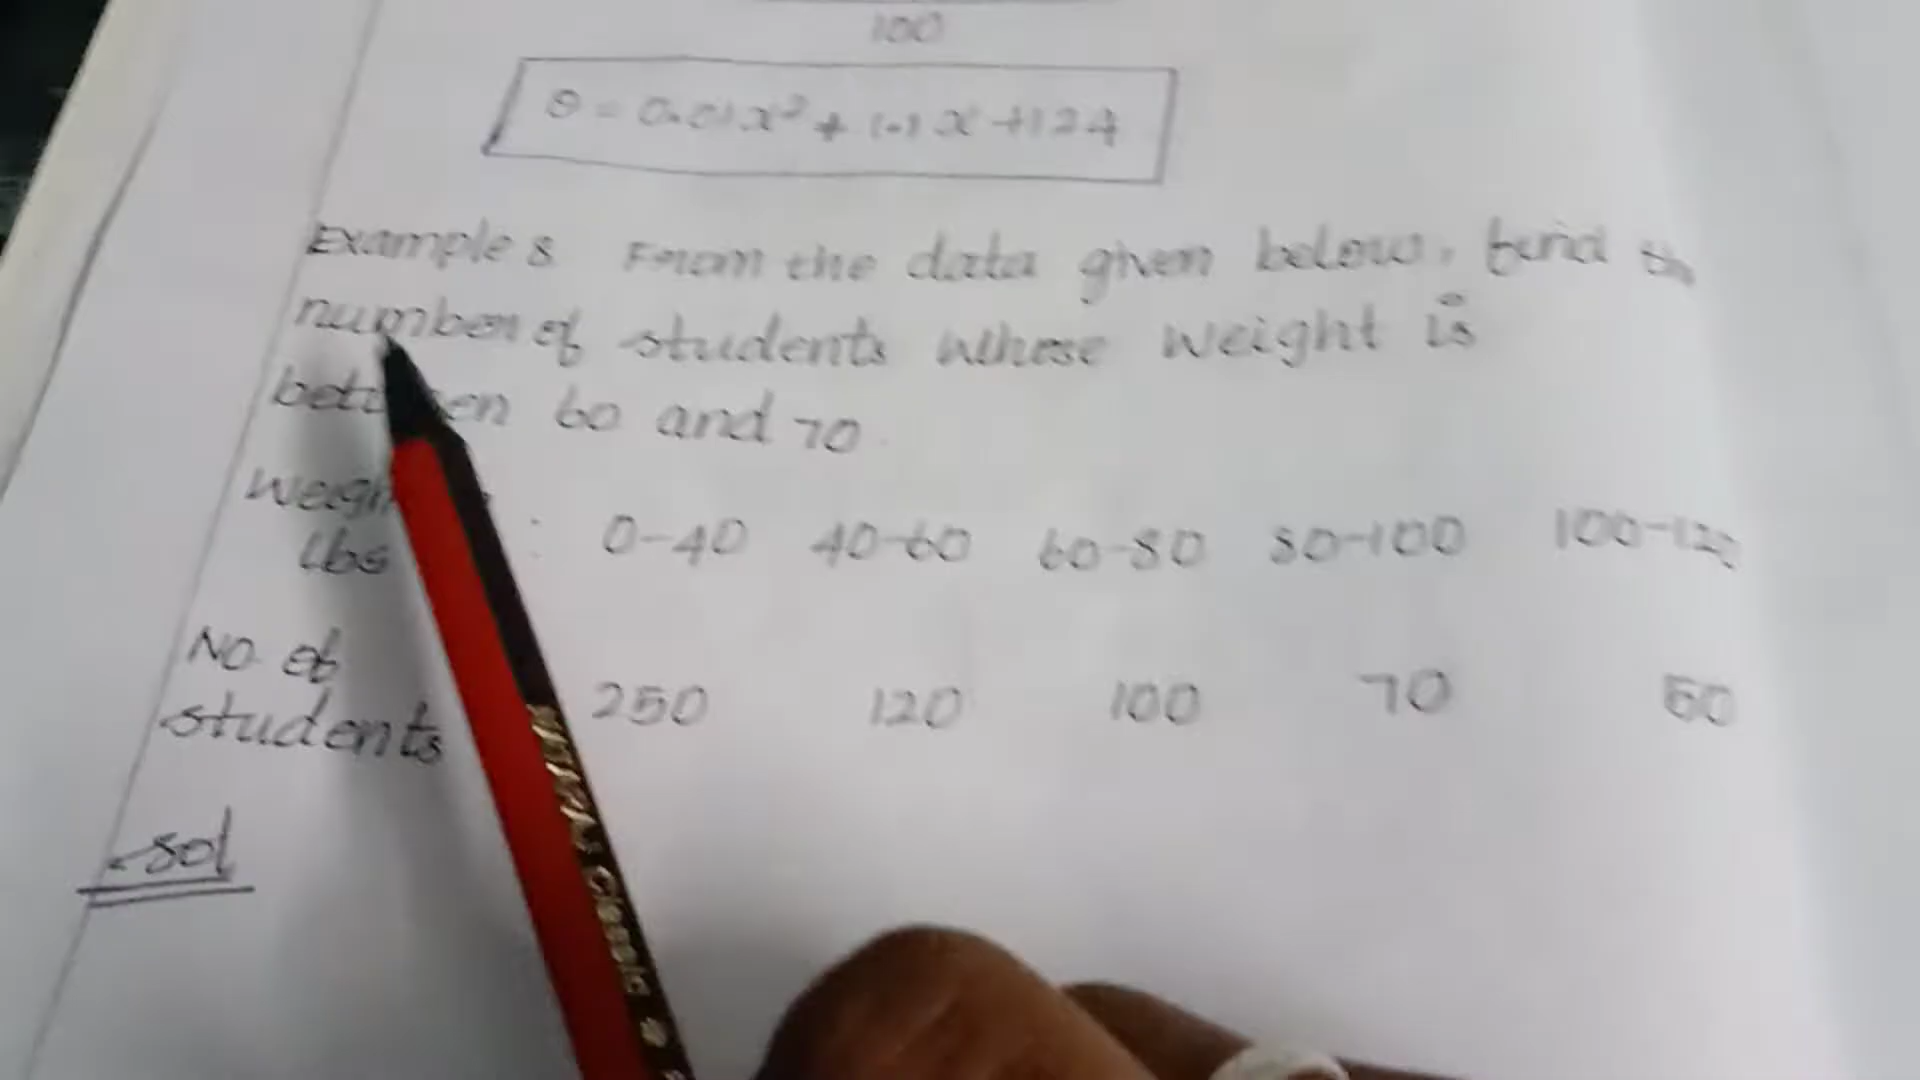 100
θ = 0.01x² + 1.1x + 124
Example 8. From the data given below, find th
number of students whose weight is
between 60 and 70.
lbs : 0-40 40-60 60-80 80-100 100-120
No. of
students 250 120 100 70 50
sol
Classic